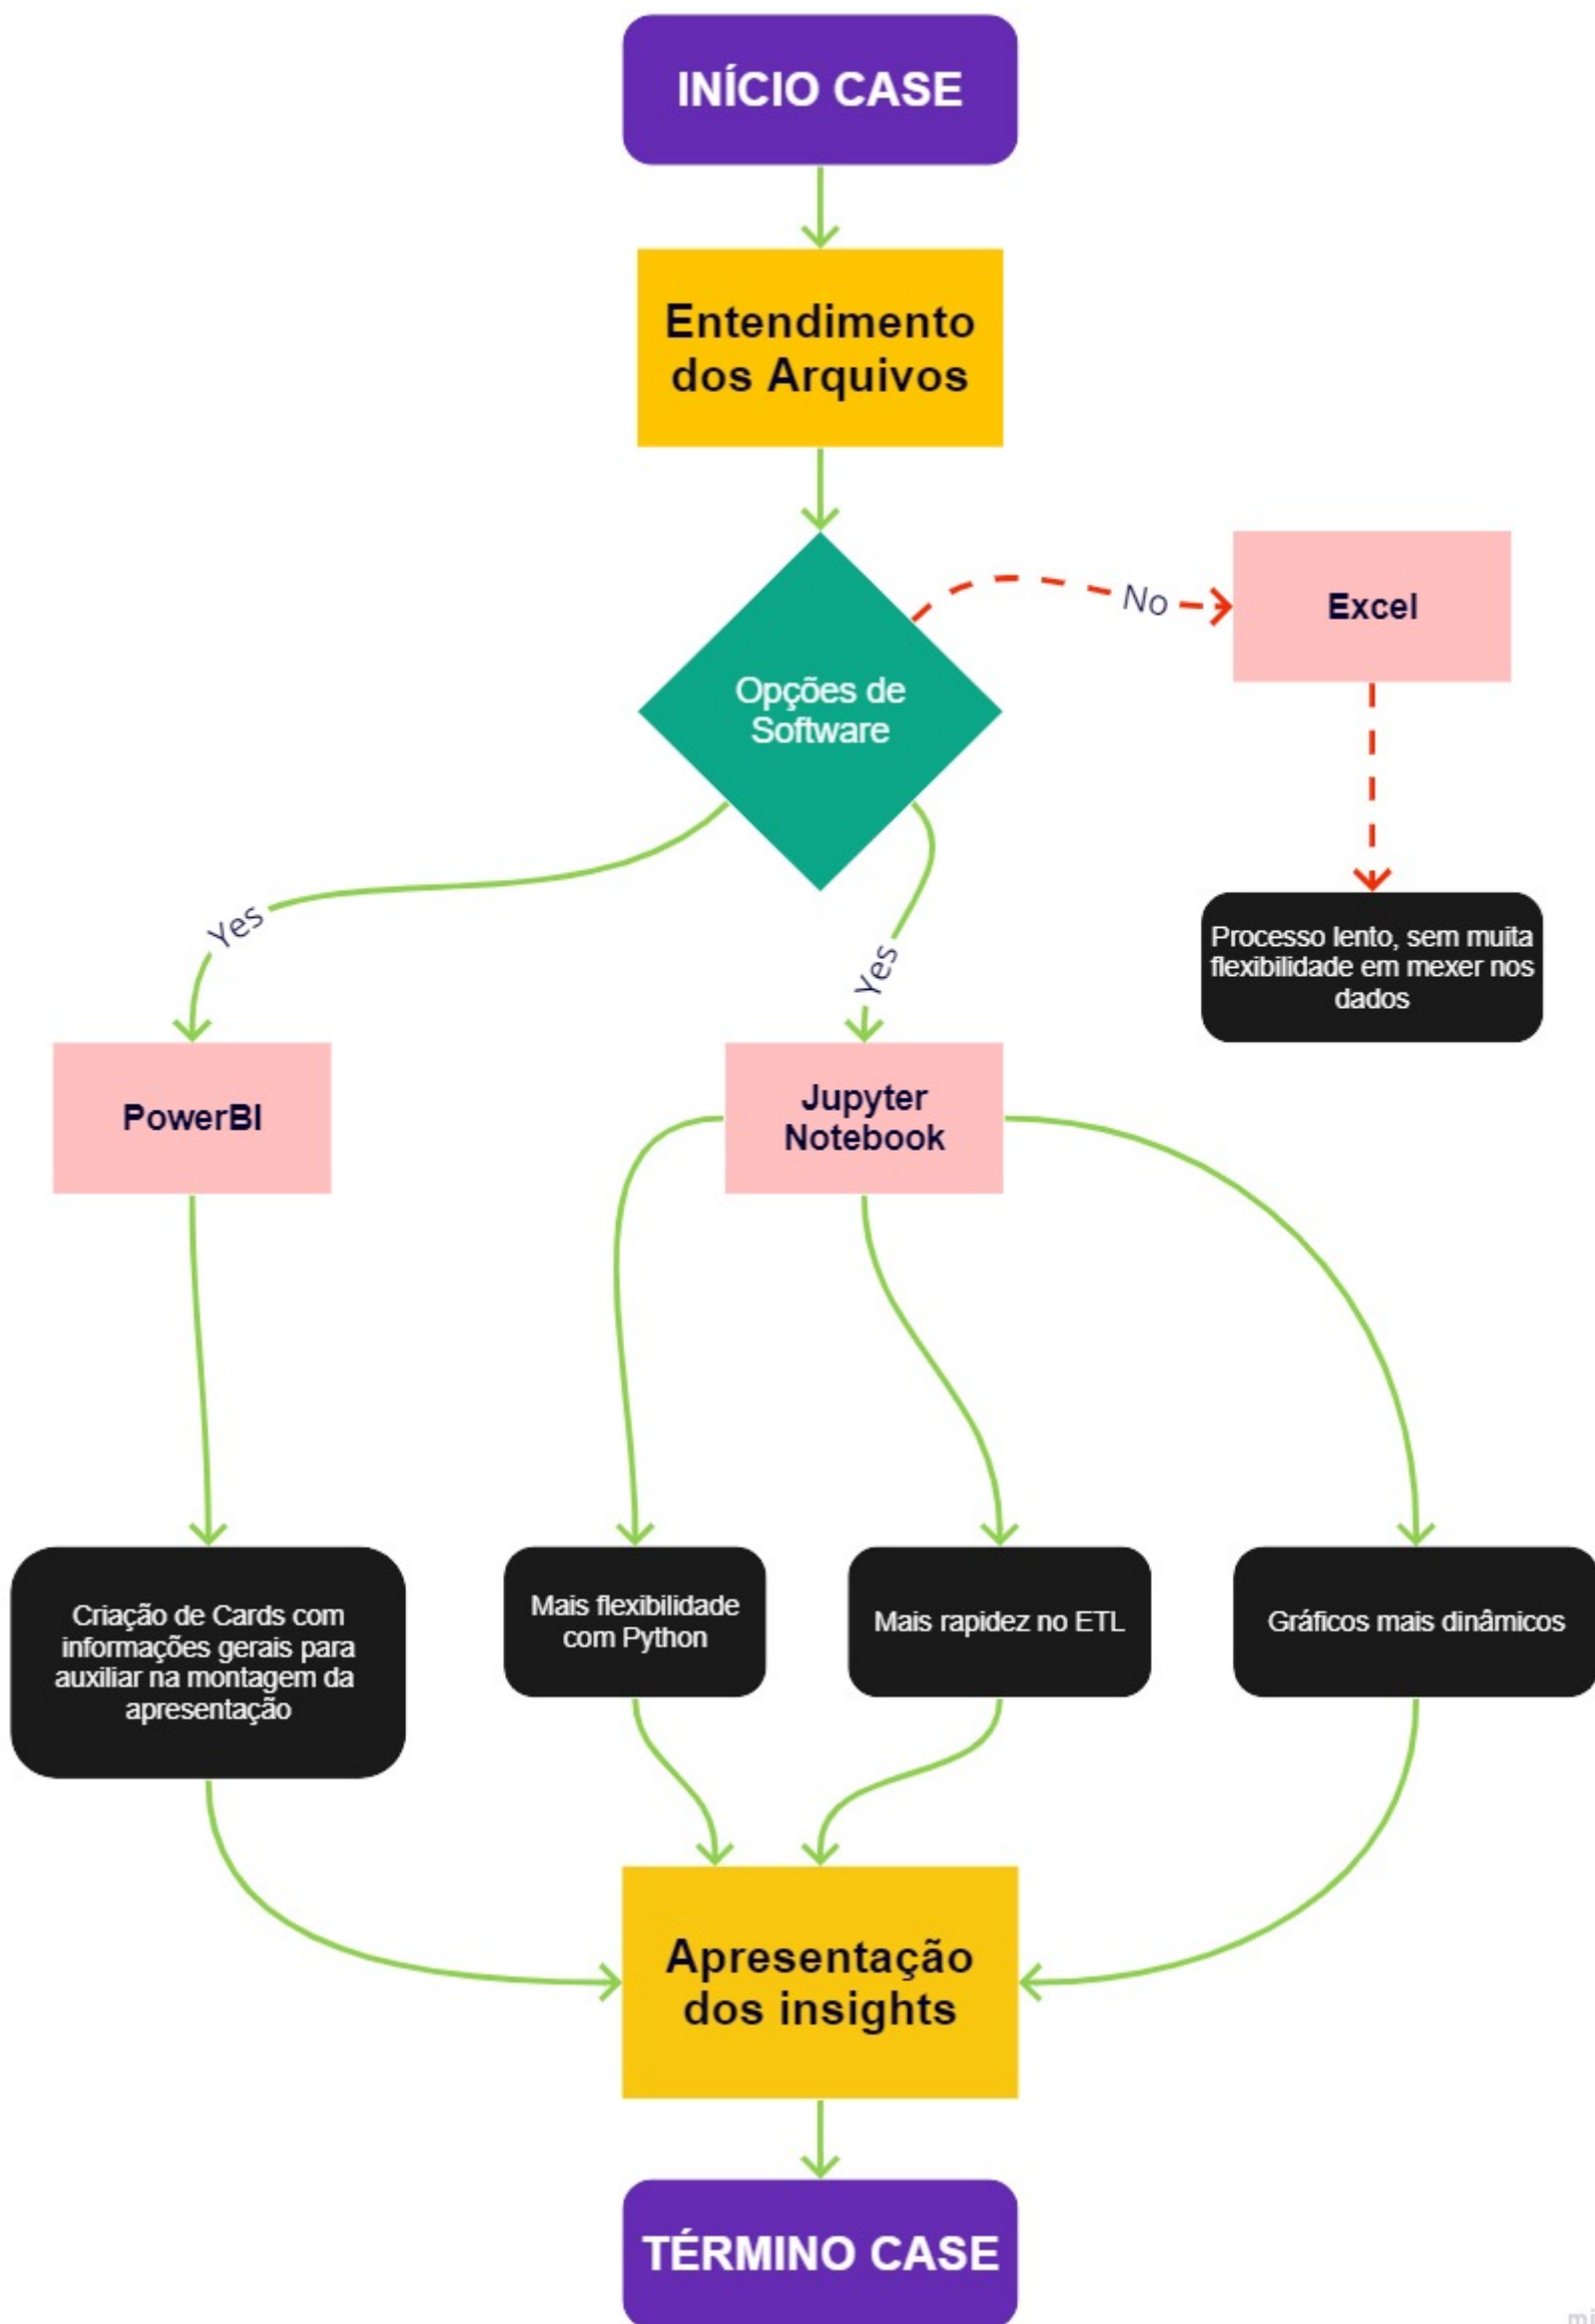 INÍCIO CASE
Entendimento
dos Arquivos
No
Excel
Opções de
Software
Yes
Yes
Processo lento, sem muita
flexibilidade em mexer nos
dados
PowerBI
Jupyter
Notebook
Criação de Cards com
informações gerais para
auxiliar na montagem da
apresentação
Mais flexibilidade
com Python
Mais rapidez no ETL
Gráficos mais dinâmicos
Apresentação
dos insights
TÉRMINO CASE